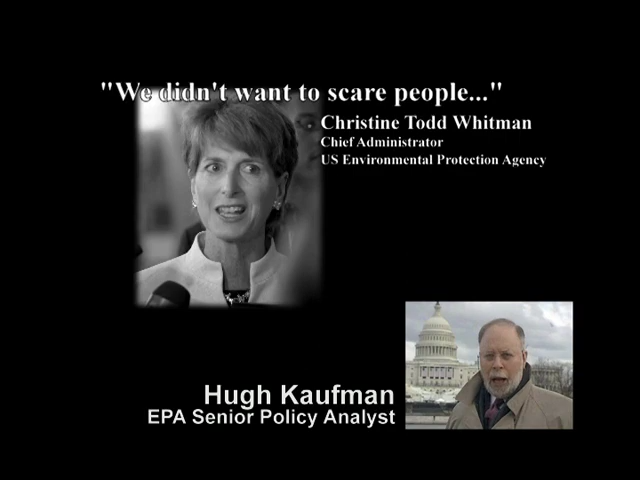 "We didn't want to scare people..."
Christine Todd Whitman
Chief Administrator
US Environmental Protection Agency
Hugh Kaufman
EPA Senior Policy Analyst